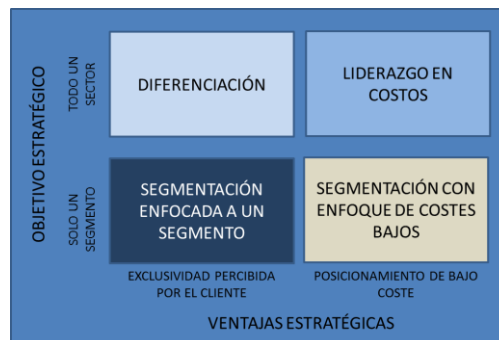 OBJETIVO ESTRATÉGICO
TODO UN
SECTOR
DIFERENCIACIÓN
LIDERAZGO EN
COSTOS
SOLO UN
SEGMENTO
SEGMENTACIÓN
ENFOCADA A UN
SEGMENTO
SEGMENTACIÓN CON
ENFOQUE DE COSTES
BAJOS
EXCLUSIVIDAD PERCIBIDA
POR EL CLIENTE
POSICIONAMIENTO DE BAJO
COSTE
VENTAJAS ESTRATÉGICAS